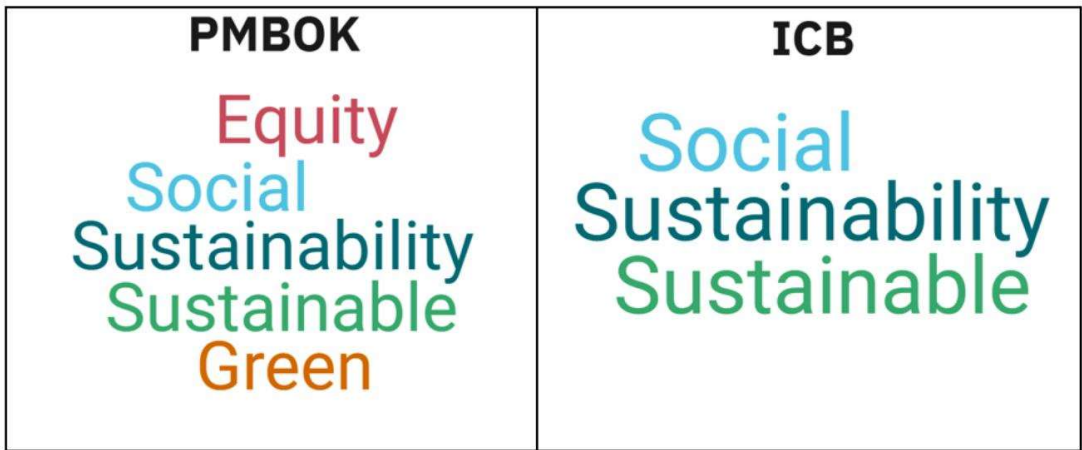 PMBOK
Equity
Social
Sustainability
Sustainable
Green
ICB
Social
Sustainability
Sustainable